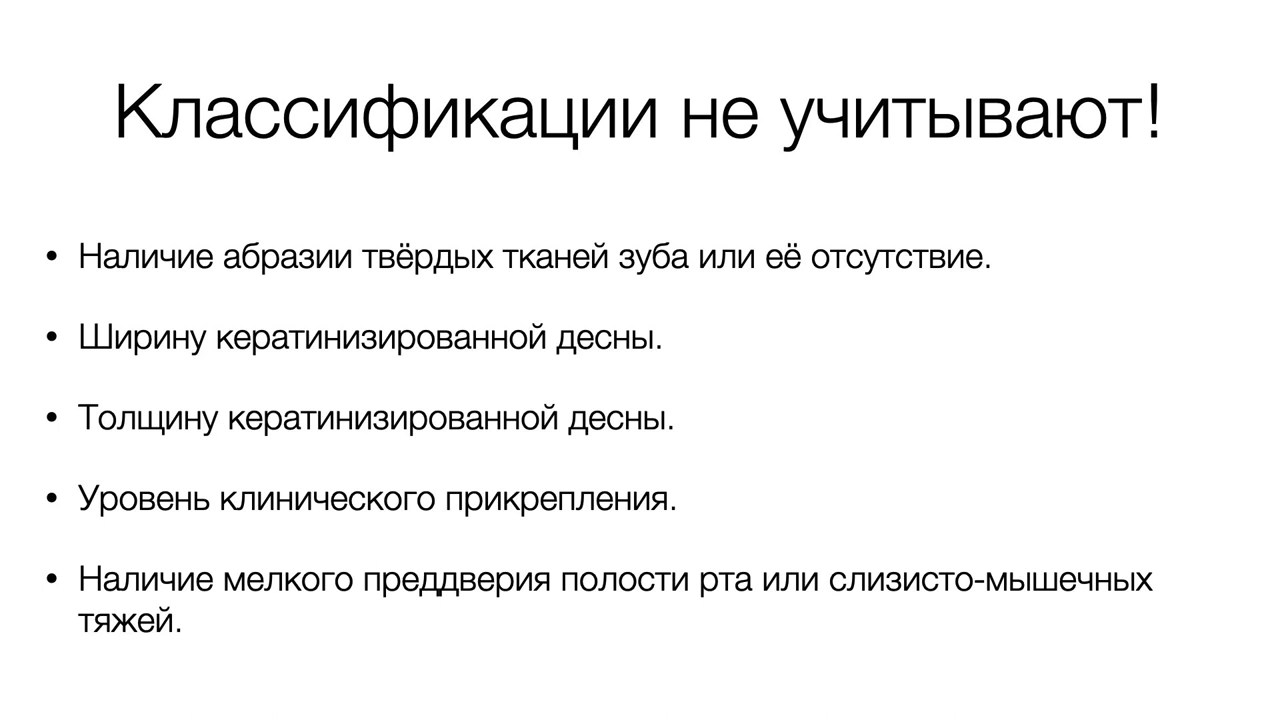 Классификации не учитывают!
• Наличие абразии твёрдых тканей зуба или её отсутствие.
• Ширину кератинизированной десны.
• Толщину кератинизированной десны.
• Уровень клинического прикрепления.
• Наличие мелкого преддверия полости рта или слизисто-мышечных
тяжей.